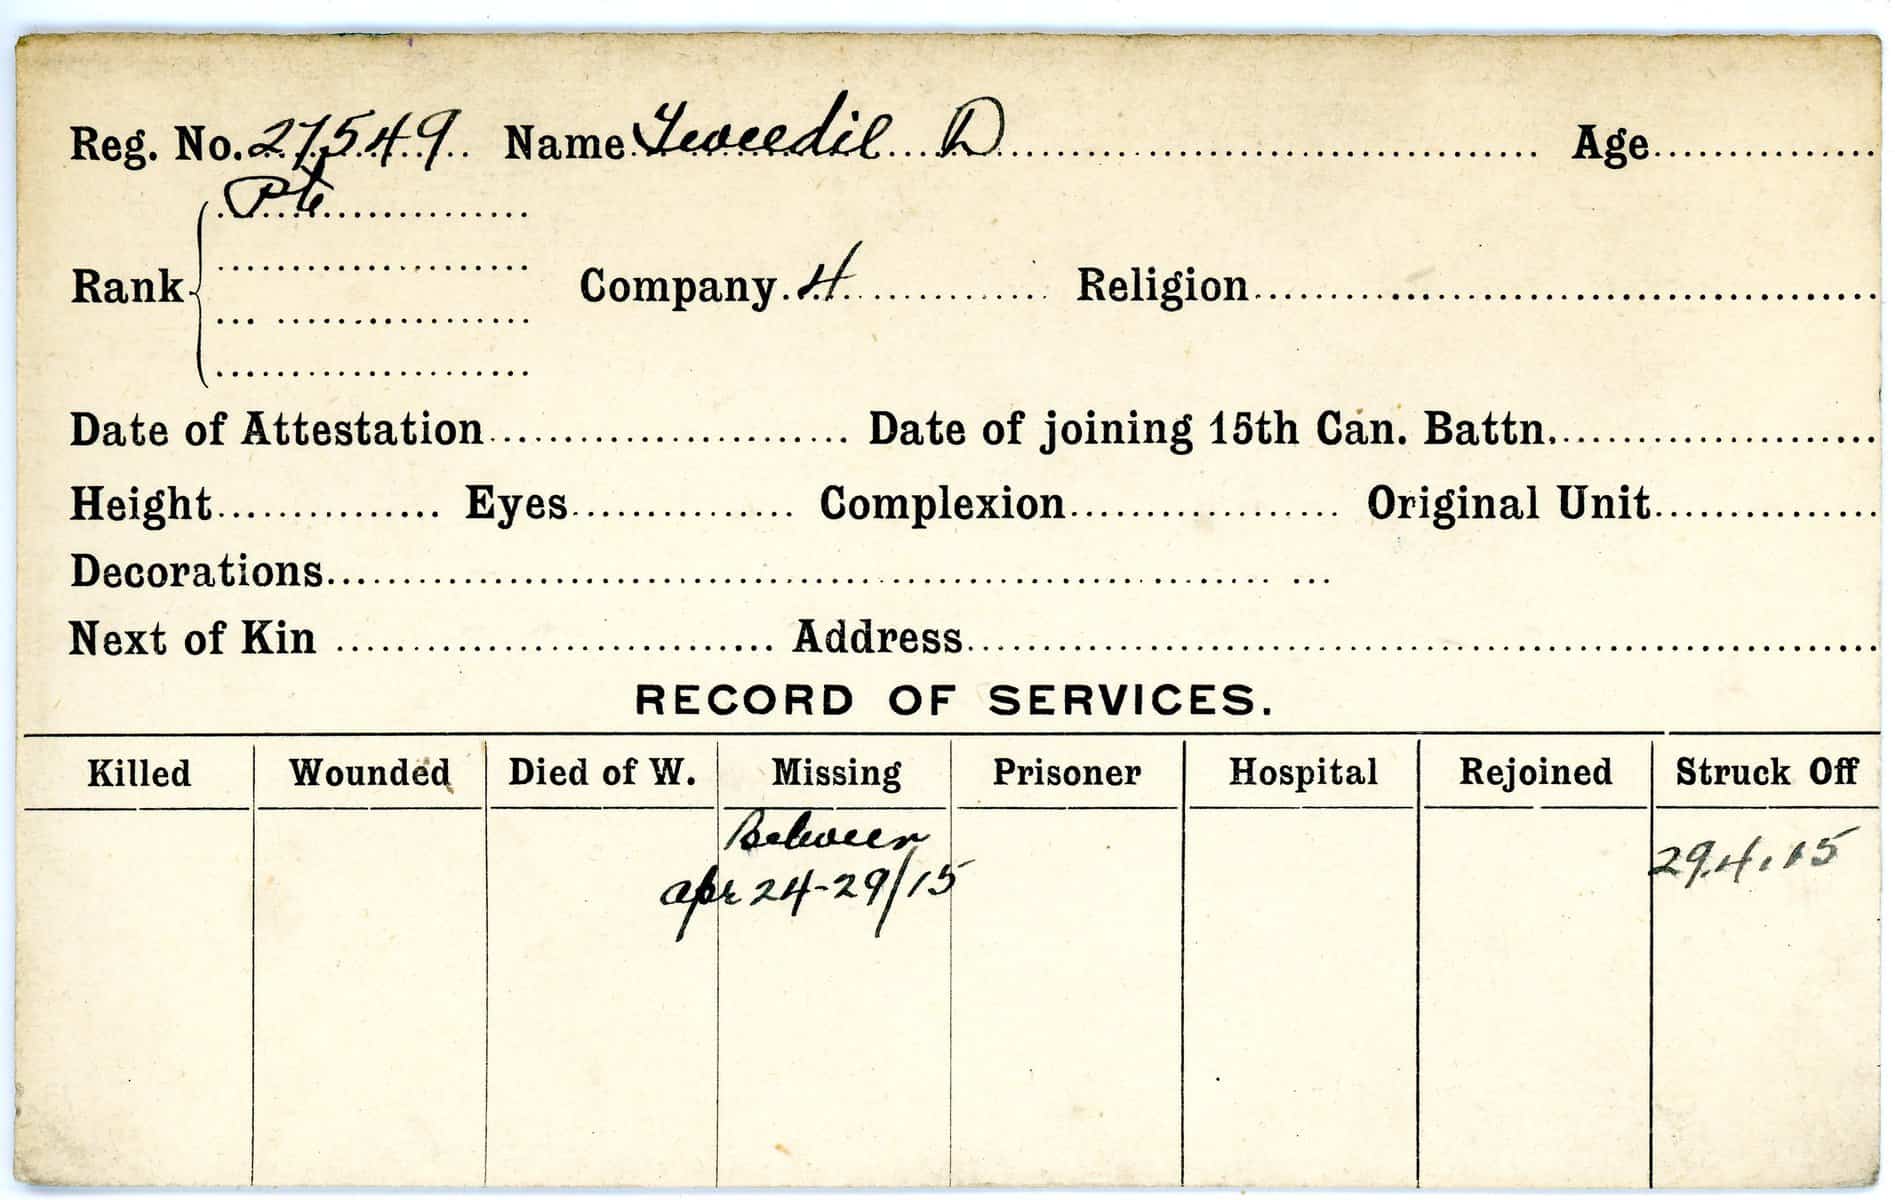 Reg. No. 27549 Name Tweedil D Age
Pte
Rank Company 4 Religion
Date of Attestation Date of joining 15th Can. Battn.
Height Eyes Complexion Original Unit
Decorations
Next of Kin Address
RECORD OF SERVICES.
Killed Wounded Died of W. Missing Prisoner Hospital Rejoined Struck Off
Between
apr 24-29/15 29.4.15